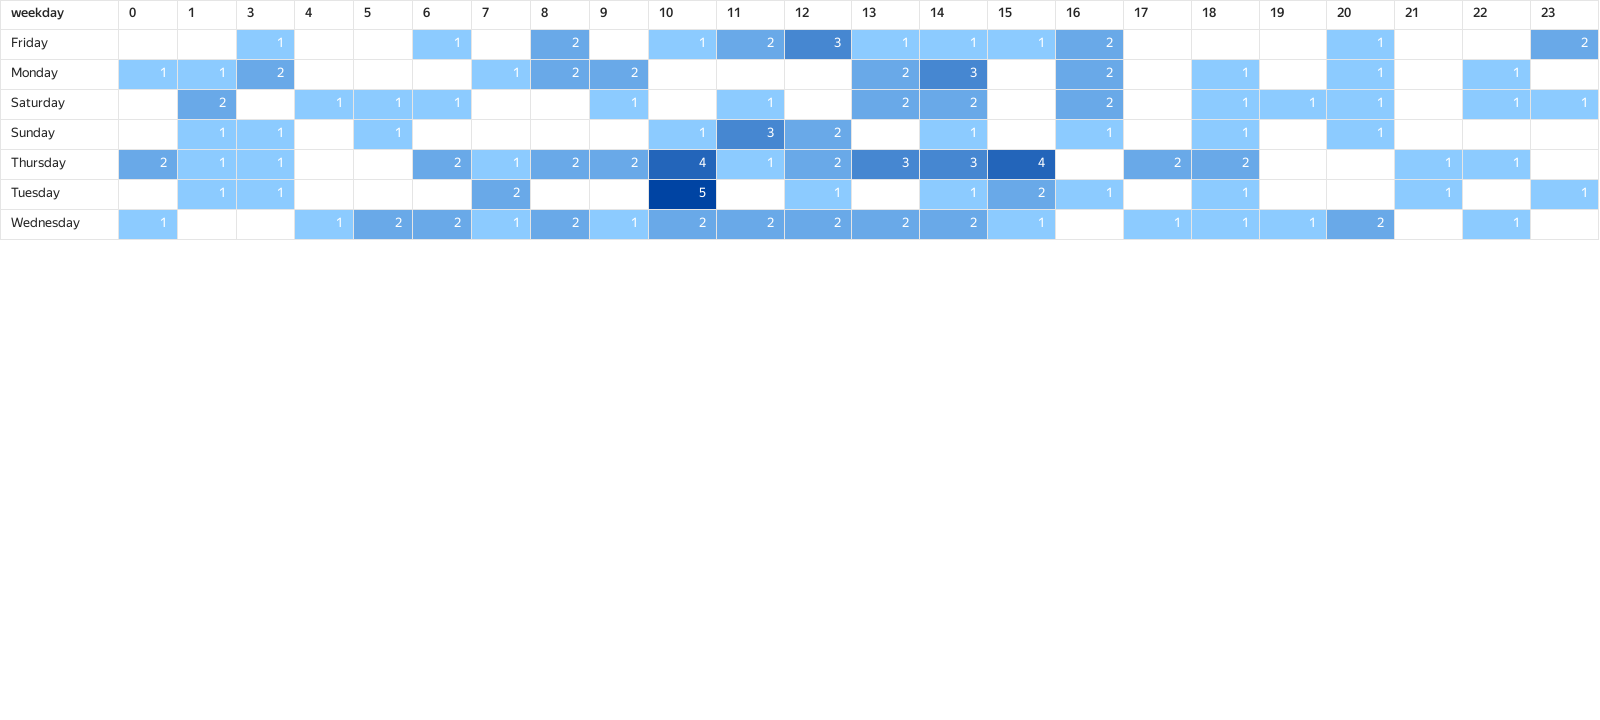 weekday 0 1 3 4 5 6 7 8 9 10 11 12 13 14 15 16 17 18 19 20 21 22 23
Friday 1 1 2 1 2 3 1 1 1 2 1 2
Monday 1 1 2 1 2 2 2 3 2 1 1 1
Saturday 2 1 1 1 1 1 2 2 2 1 1 1 1 1
Sunday 1 1 1 1 3 2 1 1 1 1
Thursday 2 1 1 2 1 2 2 4 1 2 3 3 4 2 2 1 1
Tuesday 1 1 2 5 1 1 2 1 1 1 1
Wednesday 1 1 2 2 1 2 1 2 2 2 2 2 1 1 1 1 2 1